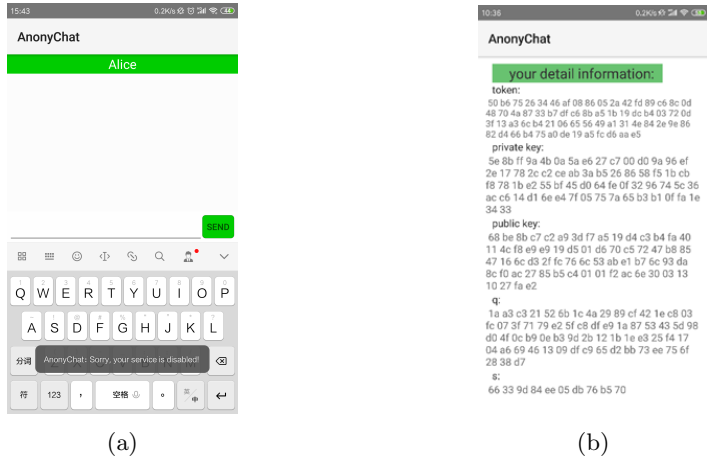 15:43
0.2K/s
44
AnonyChat
Alice
SEND
1 2 3 4 5 6 7 8 9 0
Q W E R T Y U I O P
A S D F G H J K L
分词
AnonyChat: Sorry, your service is disabled!
符 123 , 空格 。 英 中
(a)
10:36
0.2K/s
AnonyChat
your detail information:
token:
50 b6 75 26 34 46 af 08 86 05 2a 42 fd 89 c6 8c 0d
48 70 4a 87 33 b7 df c6 8b a5 1b 19 dc b4 03 72 0d
3f 13 a3 6c b4 21 06 65 56 49 a1 31 4e 84 2e 9e 86
82 d4 66 b4 75 a0 de 19 a5 fc d6 aa e5
private key:
5e 8b ff 9a 4b 0a 5a e6 27 c7 00 d0 9a 96 ef
2e 17 78 2c c2 ce ab 3a b5 26 86 58 f5 1b cb
f8 78 1b e2 55 bf 45 d0 64 fe 0f 32 96 74 5c 36
ac c6 14 d1 6e e4 7f 05 75 7a 65 b3 b1 0f fa 1e
34 33
public key:
68 be 8b c7 c2 a9 3d f7 a5 19 d4 c3 b4 fa 40
11 4c f8 e9 e9 19 d5 01 d6 70 c5 72 47 b8 85
47 16 6c d3 2f fc 76 6c 53 ab e1 b7 6c 93 da
8c f0 ac 27 85 b5 c4 01 01 f2 ac 6e 30 03 13
10 27 fa e2
q:
1a a3 c3 21 52 6b 1c 4a 29 89 cf 42 1e c8 03
fc 07 3f 71 79 e2 5f c8 df e9 1a 87 53 43 5d 98
d0 4f 0c b9 0e b3 9d 2b 12 1b 1e e3 25 f4 17
04 a6 69 46 13 09 df c9 65 d2 bb 73 ee 75 6f
28 38 d7
s:
66 33 9d 84 ee 05 db 76 b5 70
(b)